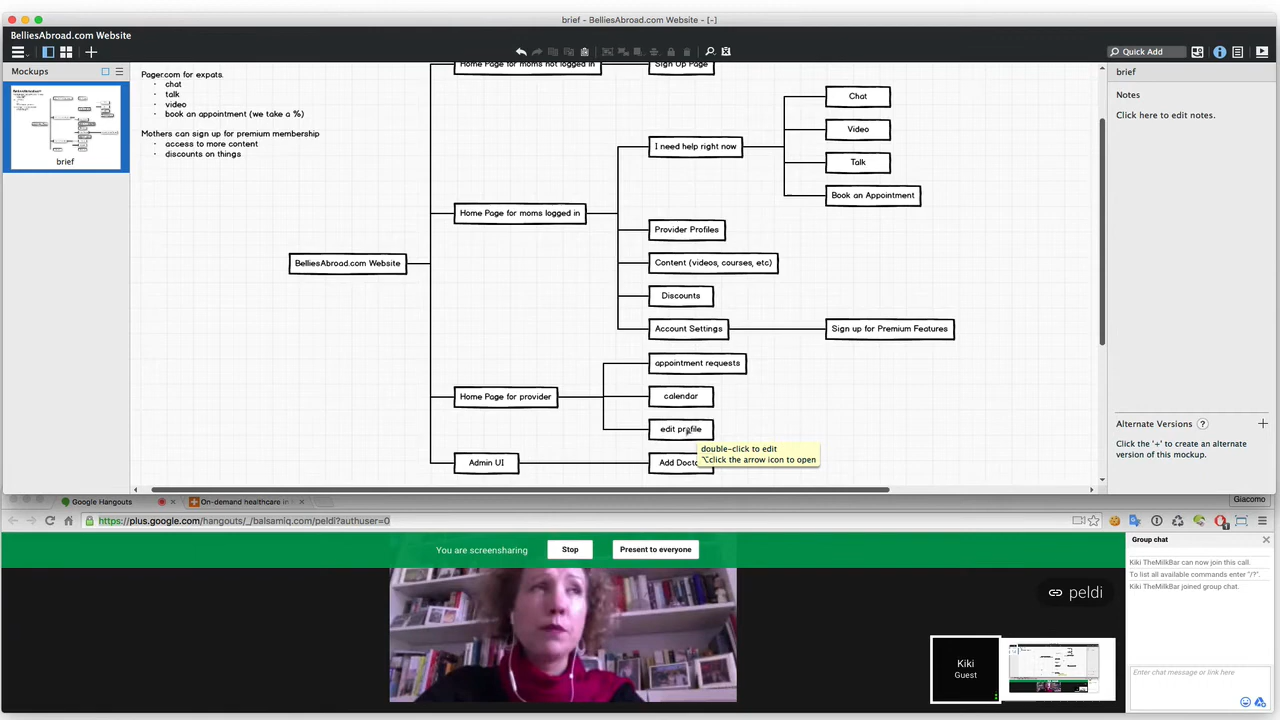 brief - BelliesAbroad.com Website - [-]
BelliesAbroad.com Website
Quick Add
Mockups
brief
Pager.com for expats.
• chat
• talk
• video
• book an appointment (we take a %)
Mothers can sign up for premium membership
• access to more content
• discounts on things
Home Page for moms not logged in
Sign Up Page
Chat
Video
I need help right now
Talk
Book an Appointment
Home Page for moms logged in
Provider Profiles
BelliesAbroad.com Website
Content (videos, courses, etc)
Discounts
Account Settings
Sign up for Premium Features
appointment requests
Home Page for provider
calendar
edit profile
double-click to edit
⌥click the arrow icon to open
Admin UI
Add Docto
brief
Notes
Click here to edit notes.
Alternate Versions ? +
Click the '+' to create an alternate
version of this mockup.
Google Hangouts
On-demand healthcare in
Giacomo
https://plus.google.com/hangouts/_/balsamiq.com/peldi?authuser=0
You are screensharing
Stop
Present to everyone
Group chat
Kiki TheMilkBar can now join this call.
To list all available commands enter "/?".
Kiki TheMilkBar joined group chat.
peldi
Kiki
Guest
Enter chat message or link here